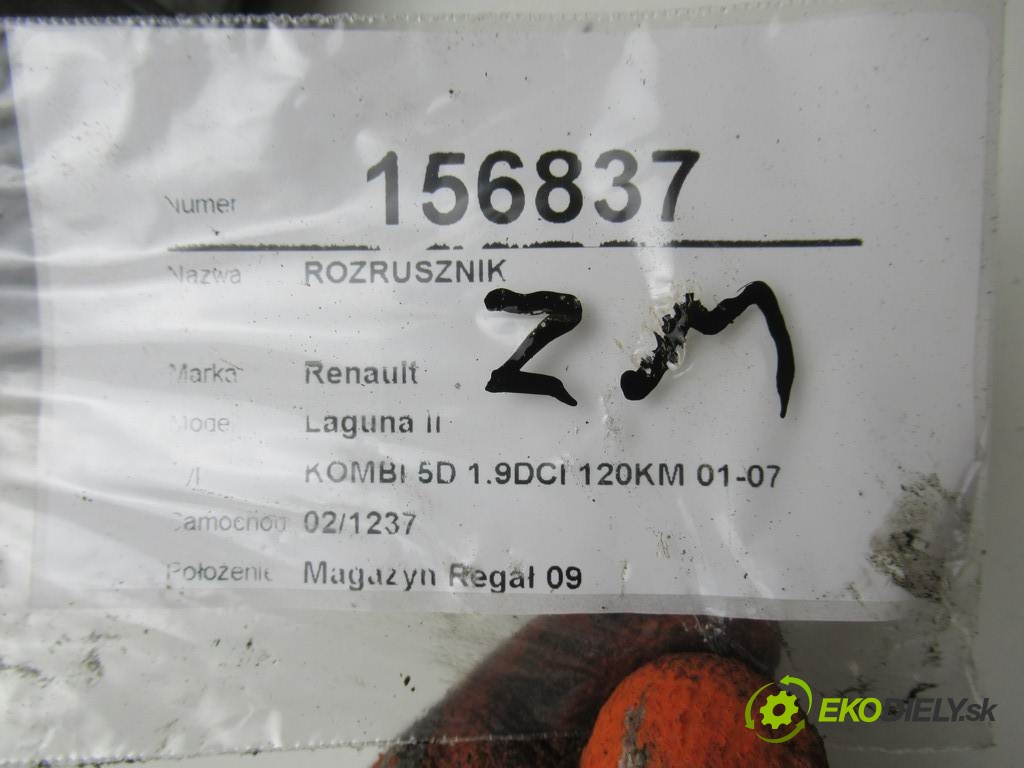 Numer 156837
Nazwa ROZRUSZNIK
ZM
Marka Renault
Model Laguna II
KOMBI 5D 1.9DCI 120KM 01-07
Samochód 02/1237
Położenie Magazyn Regał 09
EKODIELY.sk